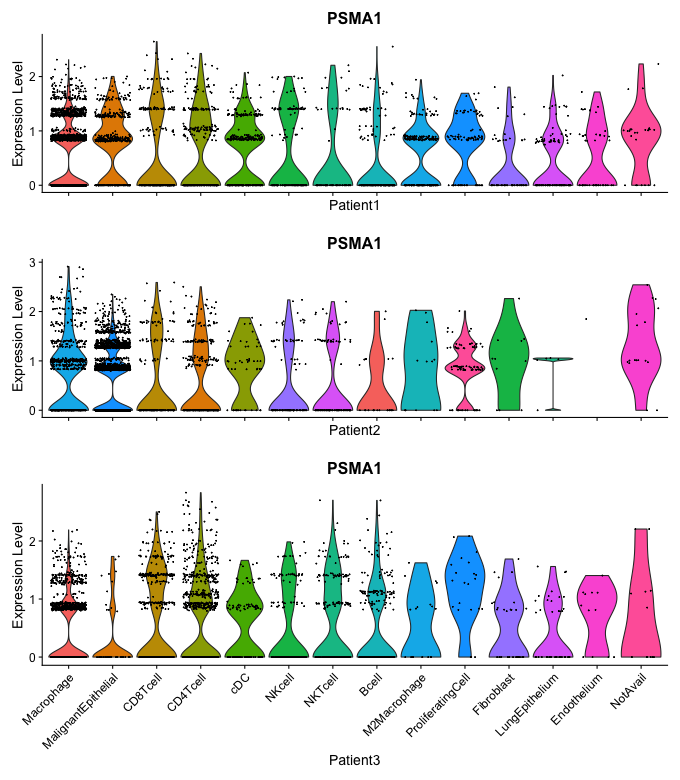 PSMA1
Expression Level
2
1
0
Patient1
PSMA1
Expression Level
3
2
1
0
Patient2
PSMA1
Expression Level
2
1
0
Macrophage
MalignantEpithelial
CD8Tcell
CD4Tcell
cDC
NKcell
NKTcell
Bcell
M2Macrophage
ProliferatingCell
Fibroblast
LungEpithelium
Endothelium
NotAvail
Patient3